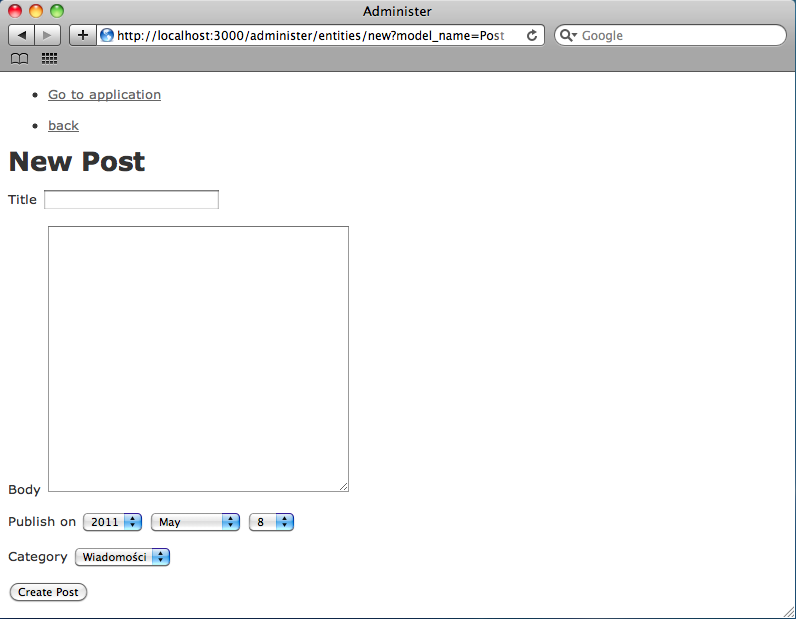 Administer
http://localhost:3000/administer/entities/new?model_name=Post
Google
Go to application
back
New Post
Title
Body
Publish on 2011 May 8
Category Wiadomości
Create Post